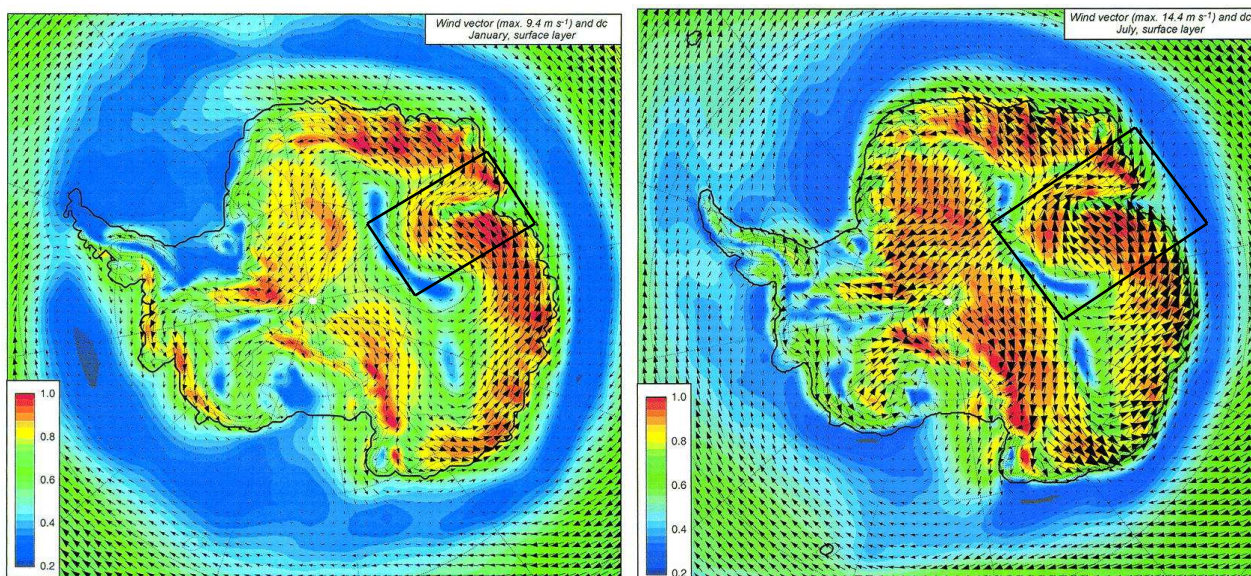 Wind vector (max. 9.4 m s⁻¹) and dc
January, surface layer
1.0
0.8
0.6
0.4
0.2
Wind vector (max. 14.4 m s⁻¹) and dc
July, surface layer
1.0
0.8
0.6
0.4
0.2